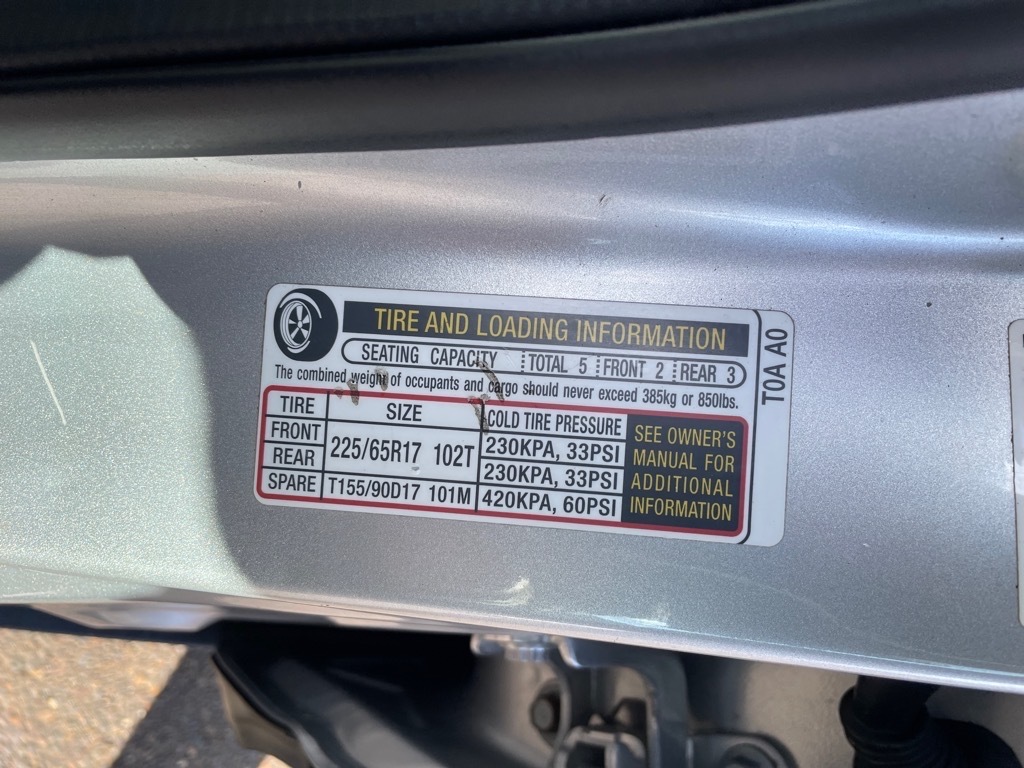 TIRE AND LOADING INFORMATION
SEATING CAPACITY TOTAL 5 FRONT 2 REAR 3
The combined weight of occupants and cargo should never exceed 385kg or 850lbs.
TIRE SIZE COLD TIRE PRESSURE
FRONT 225/65R17 102T 230KPA, 33PSI
REAR 230KPA, 33PSI
SPARE T155/90D17 101M 420KPA, 60PSI
SEE OWNER'S
MANUAL FOR
ADDITIONAL
INFORMATION
T0A A0